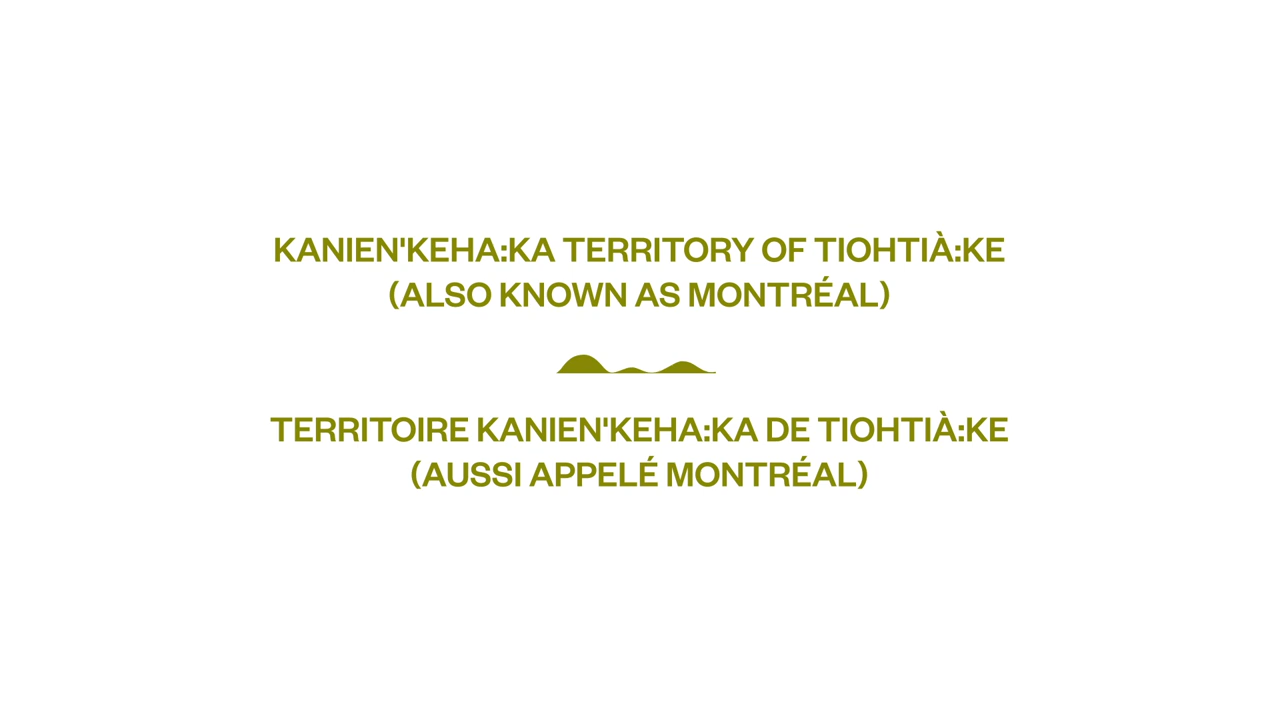 KANIEN'KEHA:KA TERRITORY OF TIOHTIÀ:KE
(ALSO KNOWN AS MONTRÉAL)
TERRITOIRE KANIEN'KEHA:KA DE TIOHTIÀ:KE
(AUSSI APPELÉ MONTRÉAL)